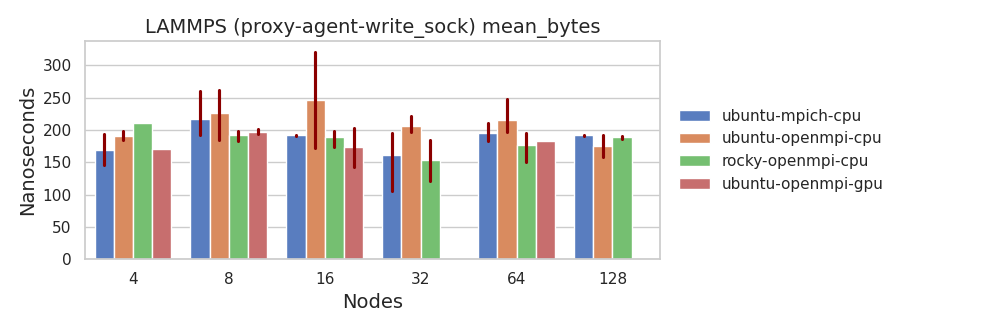 LAMMPS (proxy-agent-write_sock) mean_bytes
Nanoseconds
300
250
200
150
100
50
0
4 8 16 32 64 128
Nodes
ubuntu-mpich-cpu
ubuntu-openmpi-cpu
rocky-openmpi-cpu
ubuntu-openmpi-gpu